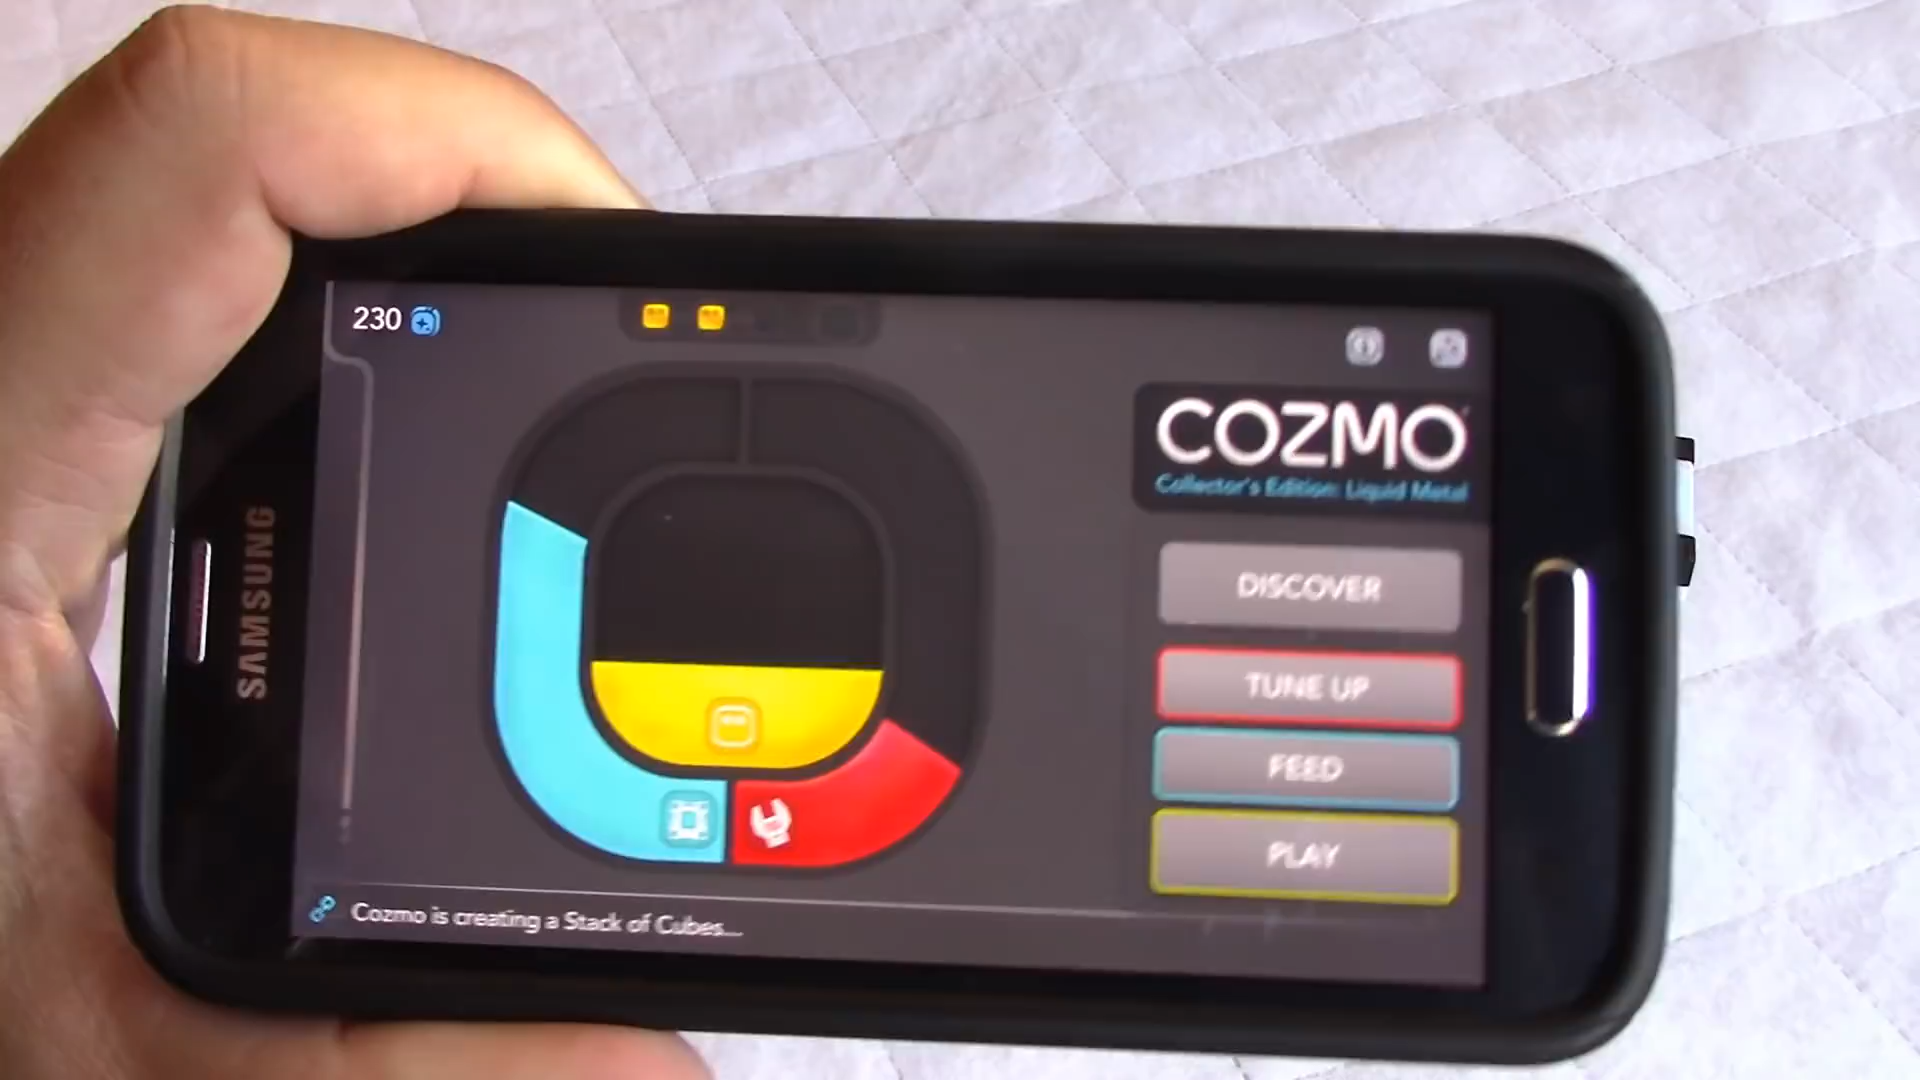 230
COZMO
Collector's Edition: Liquid Metal
DISCOVER
TUNE UP
FEED
PLAY
Cozmo is creating a Stack of Cubes...
SAMSUNG